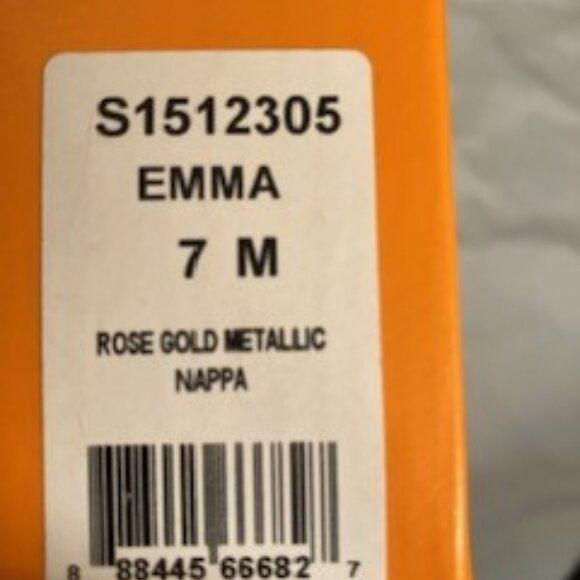 S1512305
EMMA
7 M
ROSE GOLD METALLIC
NAPPA
8 88445 66682 7